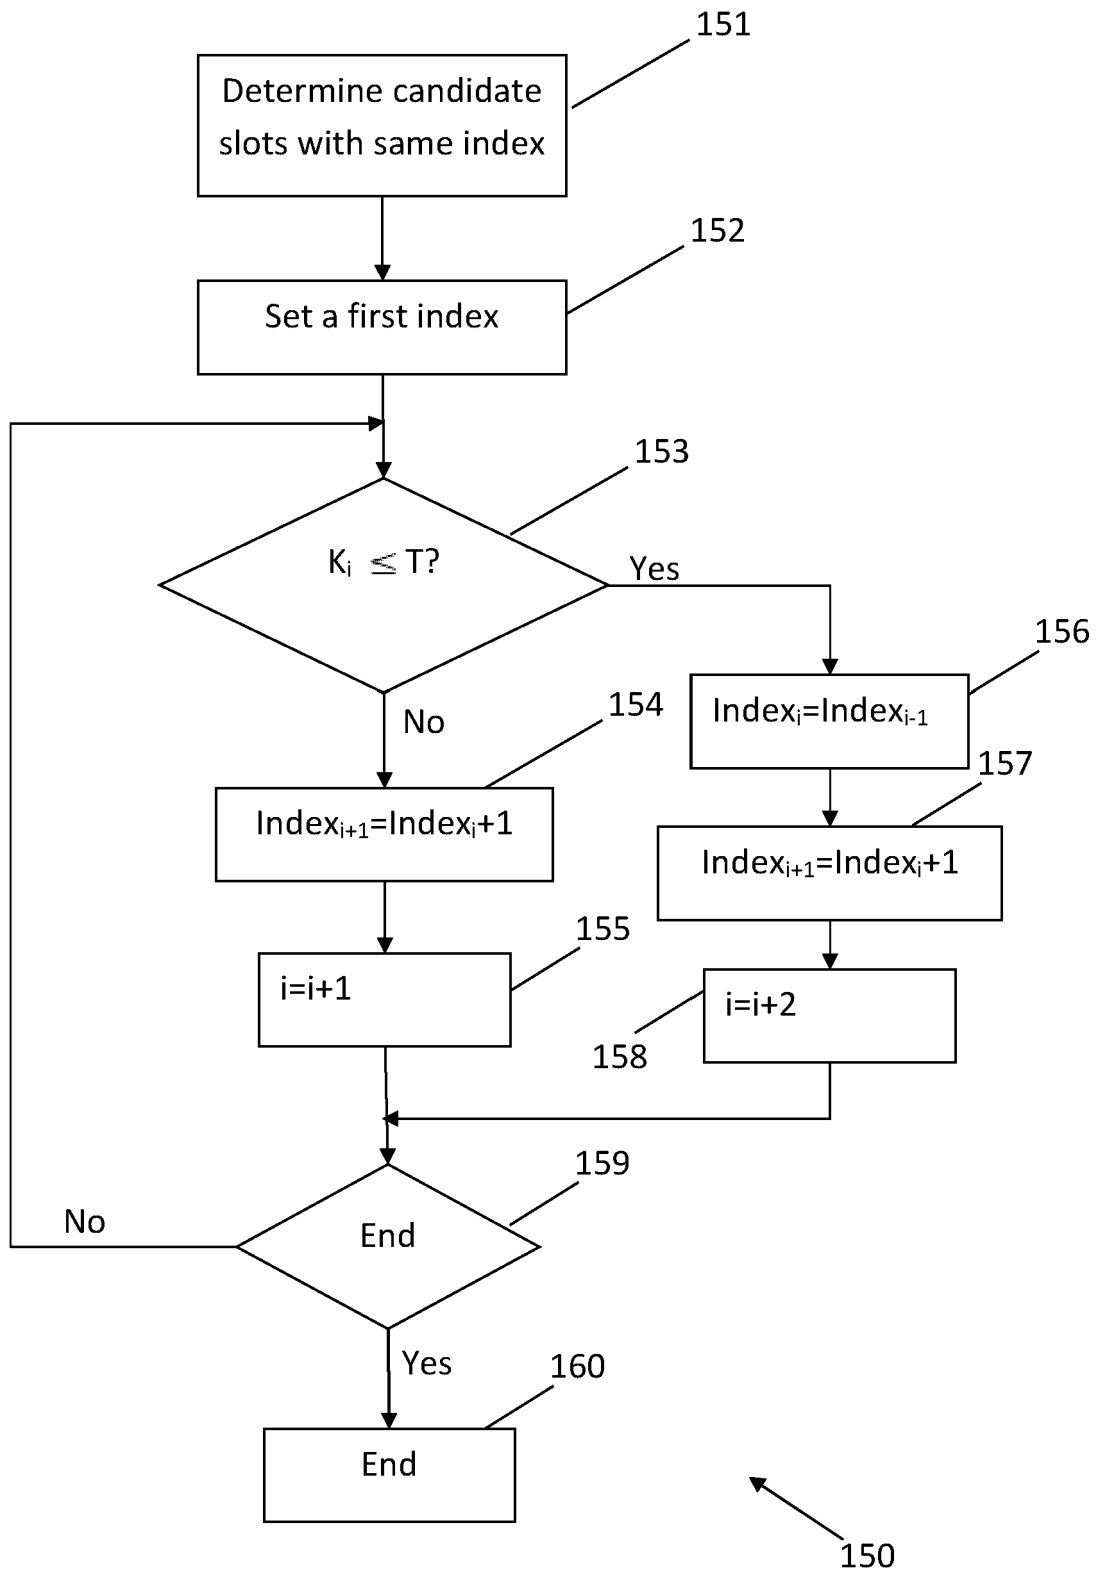 151
Determine candidate
slots with same index
152
Set a first index
153
Kᵢ ≤ T?
Yes
156
Indexᵢ=Indexᵢ₋₁
No
154
157
Indexᵢ₊₁=Indexᵢ+1
Indexᵢ₊₁=Indexᵢ+1
155
i=i+1
i=i+2
158
159
End
No
Yes
160
End
150